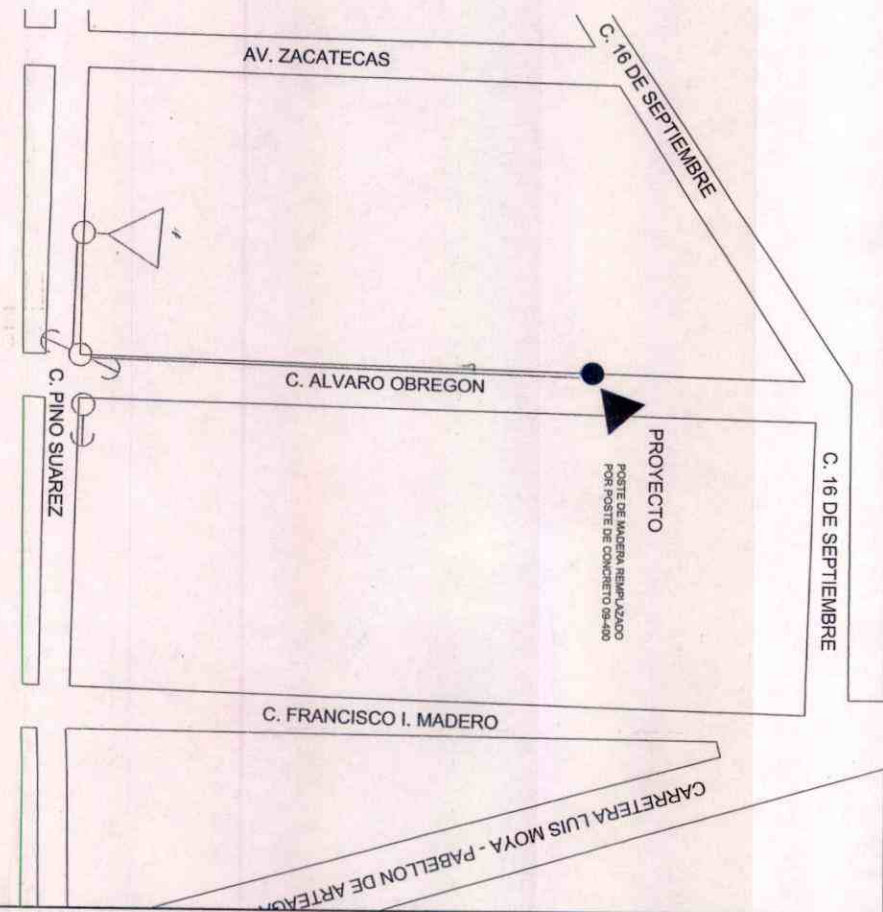 AV. ZACATECAS
C. 16 DE SEPTIEMBRE
C. ALVARO OBREGON
C. PINO SUAREZ
PROYECTO
POSTE DE MADERA REMPLAZADO
POR POSTE DE CONCRETO 09-400
C. 16 DE SEPTIEMBRE
C. FRANCISCO I. MADERO
CARRETERA LUIS MOYA - PABELLON DE ARTEAGA